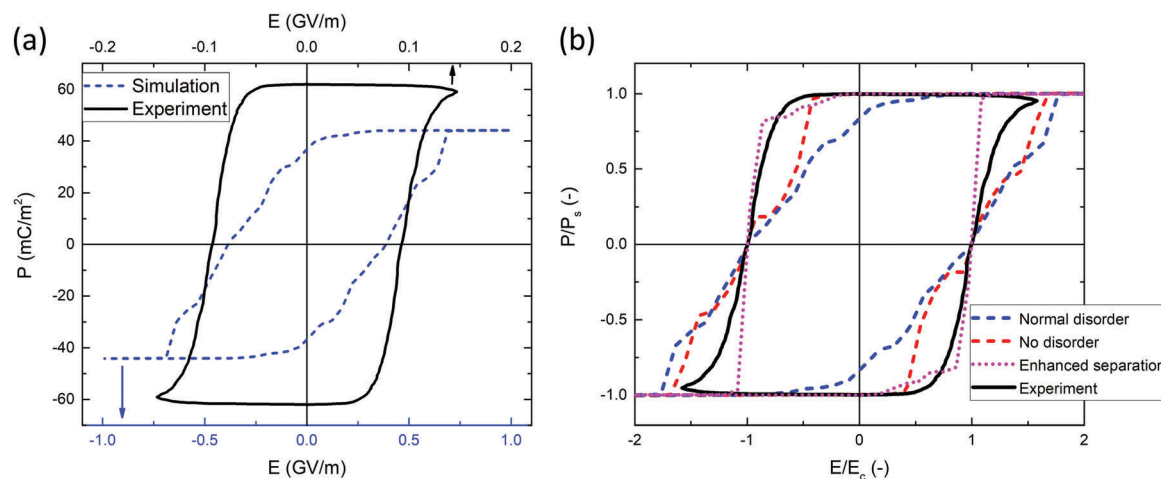 (a)
E (GV/m)
-0.2 -0.1 0.0 0.1 0.2
Simulation
Experiment
P (mC/m²)
60
40
20
0
-20
-40
-60
-1.0 -0.5 0.0 0.5 1.0
E (GV/m)
(b)
P/Pₛ (-)
1.0
0.5
0.0
-0.5
-1.0
Normal disorder
No disorder
Enhanced separation
Experiment
-2 -1 0 1 2
E/E꜀ (-)